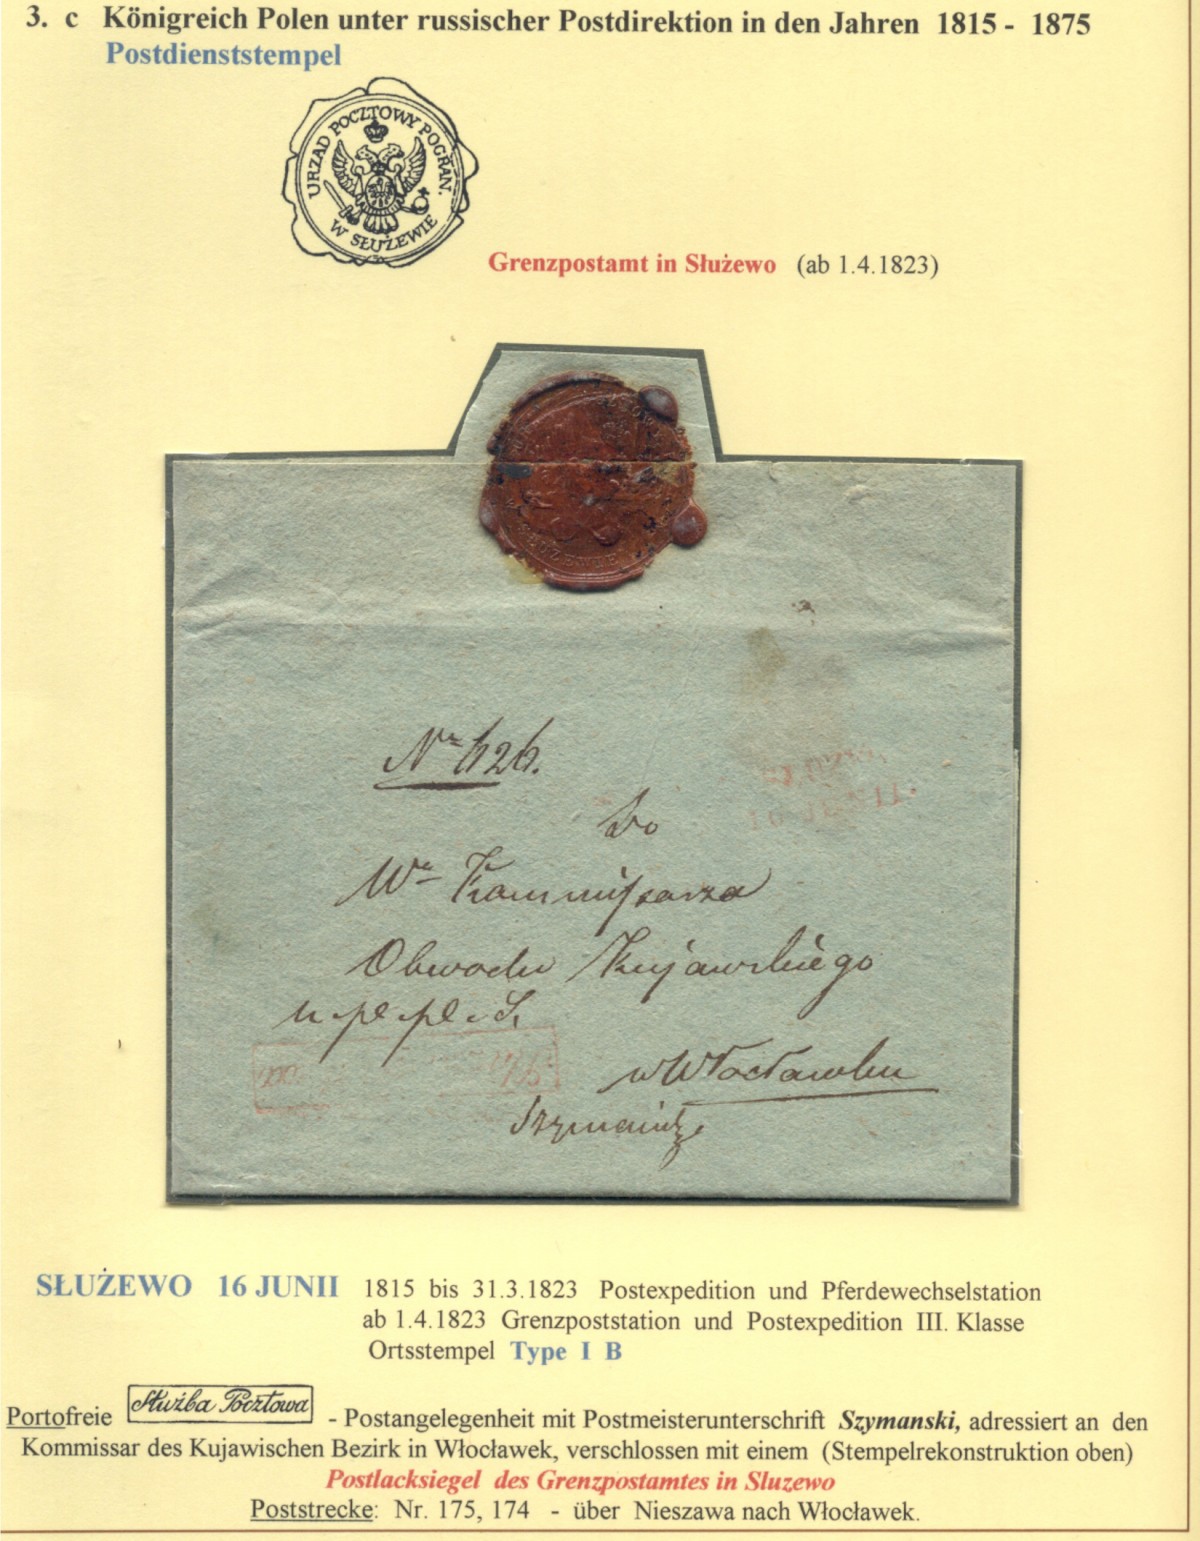 3. c Königreich Polen unter russischer Postdirektion in den Jahren 1815 - 1875
Postdienststempel
URZAD POCZTOWY POGRAN.
W SŁUŻEWIE
Grenzpostamt in Służewo (ab 1.4.1823)
SŁUZEWIE
No 626.
Do
Wo Kommissarza
Obwodu Kujawskiego
w Włocławku
SŁUŻEWO 16 JUNII 1815 bis 31.3.1823 Postexpedition und Pferdewechselstation
ab 1.4.1823 Grenzpoststation und Postexpedition III. Klasse
Ortsstempel Type I B
Portofreie Służba Pocztowa - Postangelegenheit mit Postmeisterunterschrift Szymanski, adressiert an den
Kommissar des Kujawischen Bezirk in Włocławek, verschlossen mit einem (Stempelrekonstruktion oben)
Postlacksiegel des Grenzpostamtes in Sluzewo
Poststrecke: Nr. 175, 174 - über Nieszawa nach Włocławek.